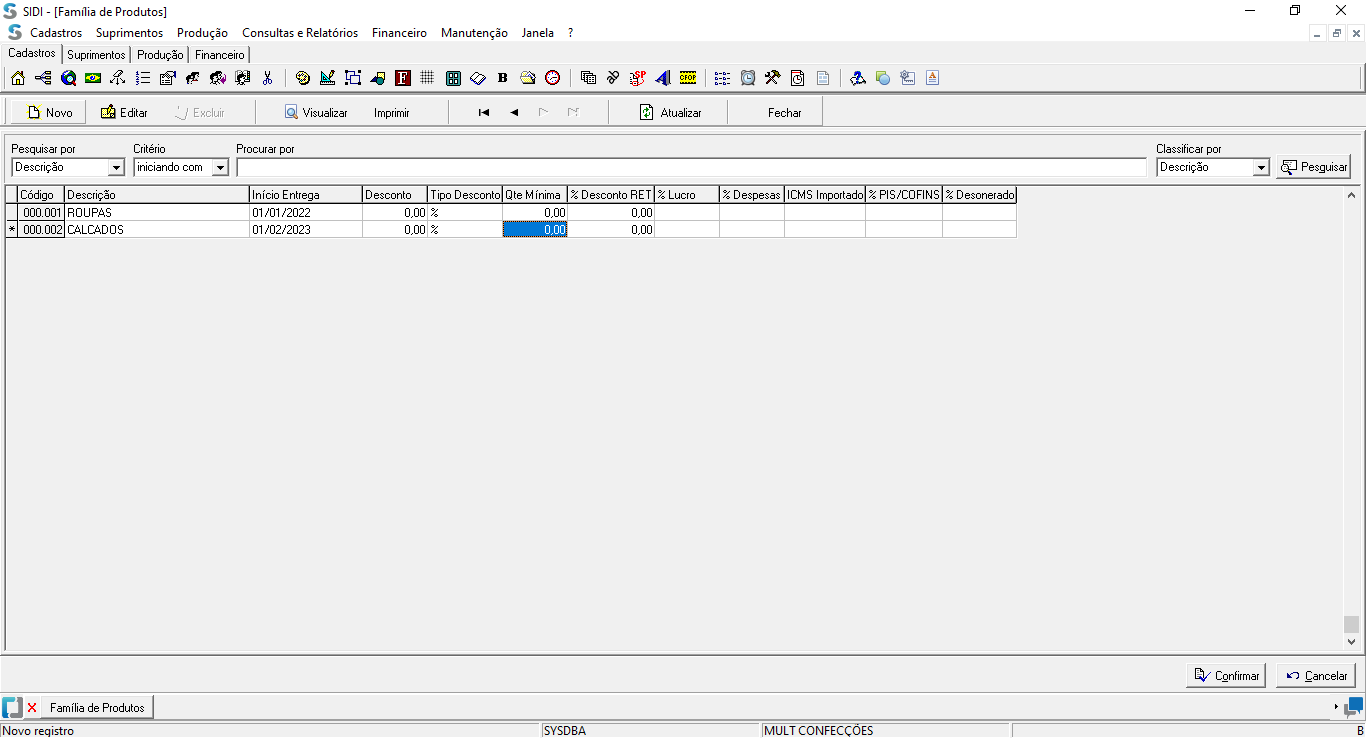 SIDI - [Família de Produtos]
Cadastros Suprimentos Produção Consultas e Relatórios Financeiro Manutenção Janela ?
Cadastros Suprimentos Produção Financeiro
F B SP SP CFOP A
Novo Editar Excluir Visualizar Imprimir Atualizar Fechar
Pesquisar por Critério Procurar por Classificar por
Descrição iniciando com Descrição Pesquisar
Código Descrição Início Entrega Desconto Tipo Desconto Qte Mínima % Desconto RET % Lucro % Despesas ICMS Importado % PIS/COFINS % Desonerado
000.001 ROUPAS 01/01/2022 0,00 % 0,00 0,00
* 000.002 CALCADOS 01/02/2023 0,00 % 0,00 0,00
Confirmar Cancelar
Família de Produtos
Novo registro SYSDBA MULT CONFECÇÕES B